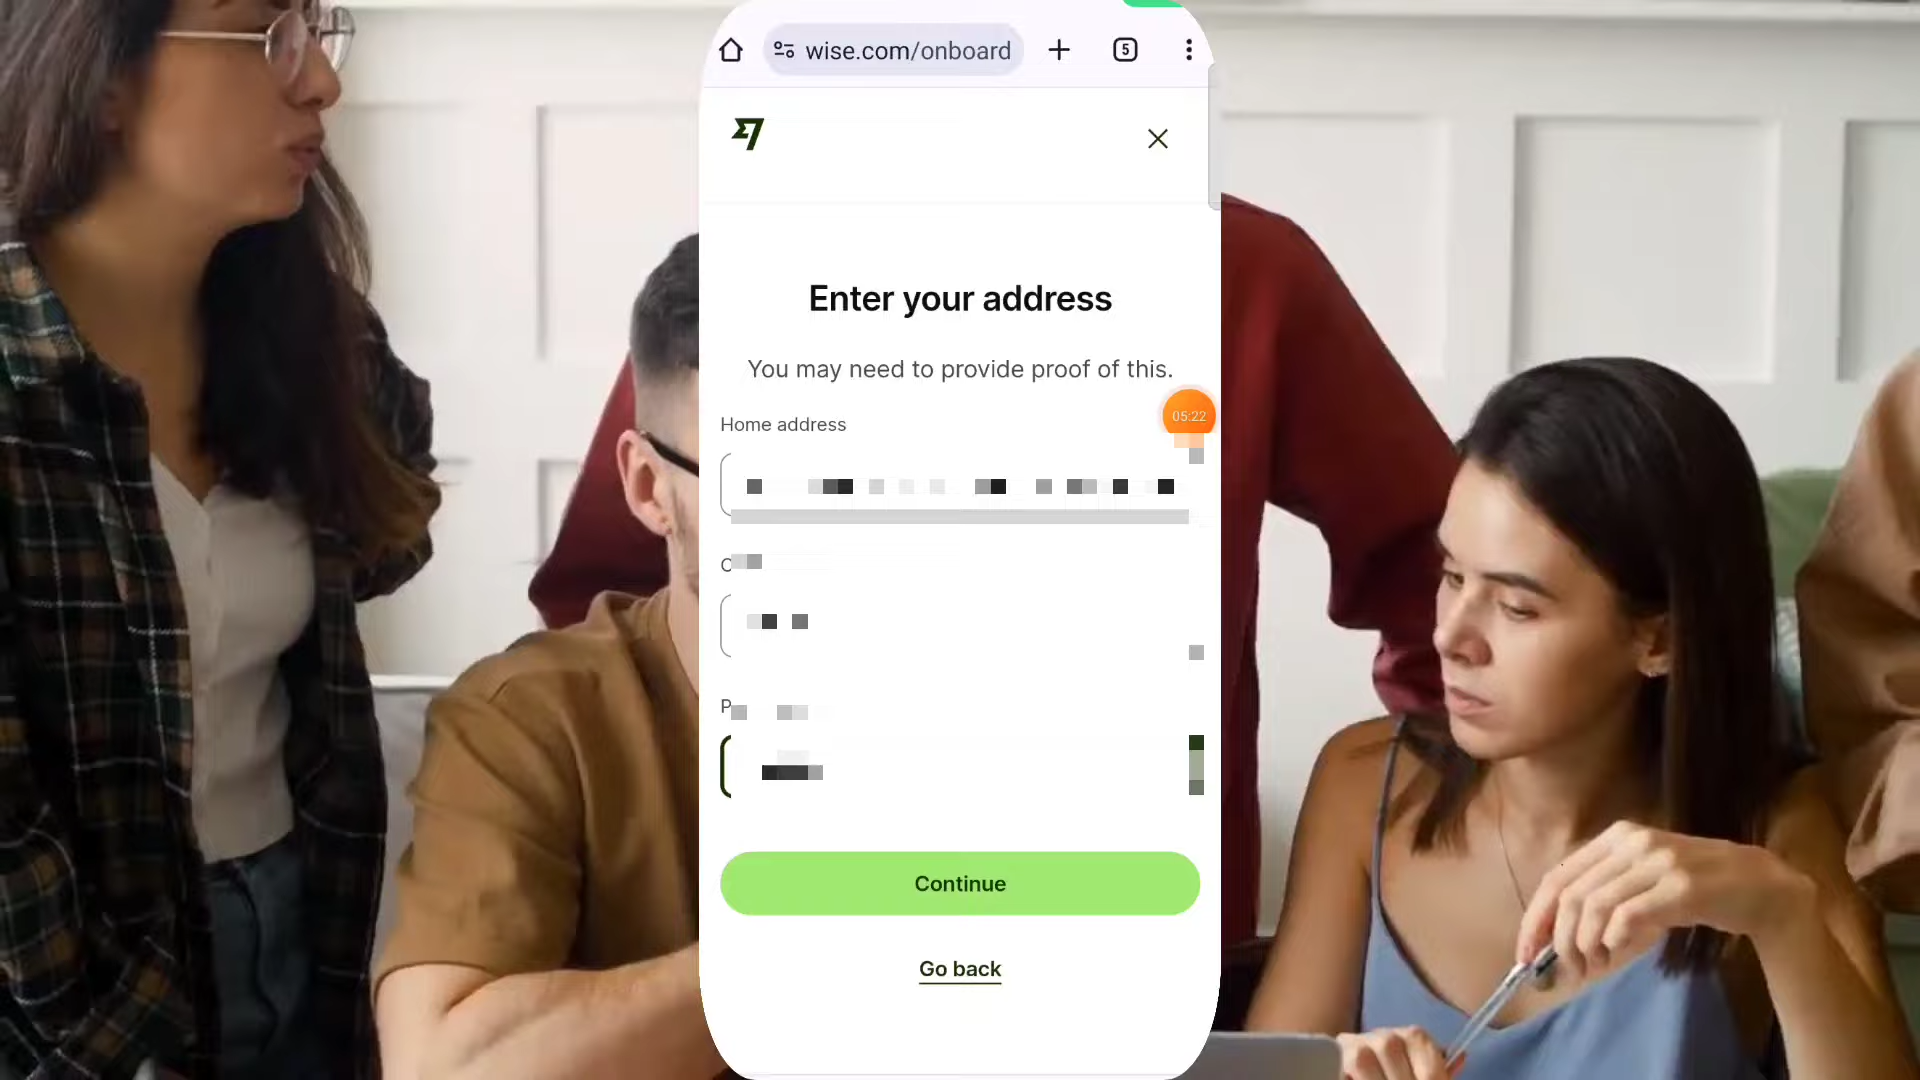 wise.com/onboard
5
Enter your address
You may need to provide proof of this.
05:22
Home address
Continue
Go back